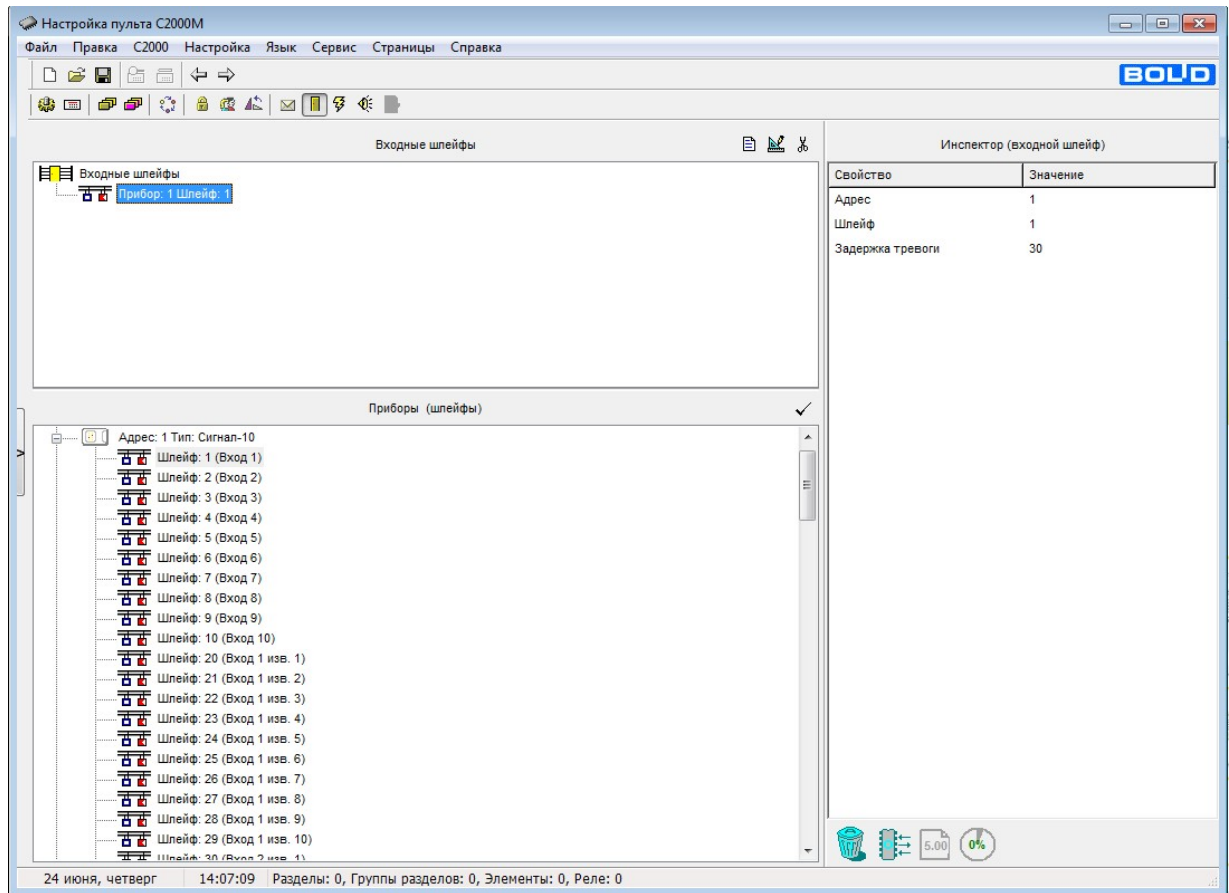 Настройка пульта С2000М
Файл Правка С2000 Настройка Язык Сервис Страницы Справка
BOLID
Входные шлейфы
Инспектор (входной шлейф)
Входные шлейфы
Прибор: 1 Шлейф: 1
Свойство Значение
Адрес 1
Шлейф 1
Задержка тревоги 30
Приборы (шлейфы)
Адрес: 1 Тип: Сигнал-10
Шлейф: 1 (Вход 1)
Шлейф: 2 (Вход 2)
Шлейф: 3 (Вход 3)
Шлейф: 4 (Вход 4)
Шлейф: 5 (Вход 5)
Шлейф: 6 (Вход 6)
Шлейф: 7 (Вход 7)
Шлейф: 8 (Вход 8)
Шлейф: 9 (Вход 9)
Шлейф: 10 (Вход 10)
Шлейф: 20 (Вход 1 изв. 1)
Шлейф: 21 (Вход 1 изв. 2)
Шлейф: 22 (Вход 1 изв. 3)
Шлейф: 23 (Вход 1 изв. 4)
Шлейф: 24 (Вход 1 изв. 5)
Шлейф: 25 (Вход 1 изв. 6)
Шлейф: 26 (Вход 1 изв. 7)
Шлейф: 27 (Вход 1 изв. 8)
Шлейф: 28 (Вход 1 изв. 9)
Шлейф: 29 (Вход 1 изв. 10)
Шлейф: 30 (Вход 2 изв. 1)
5.00 0%
24 июня, четверг 14:07:09 Разделы: 0, Группы разделов: 0, Элементы: 0, Реле: 0